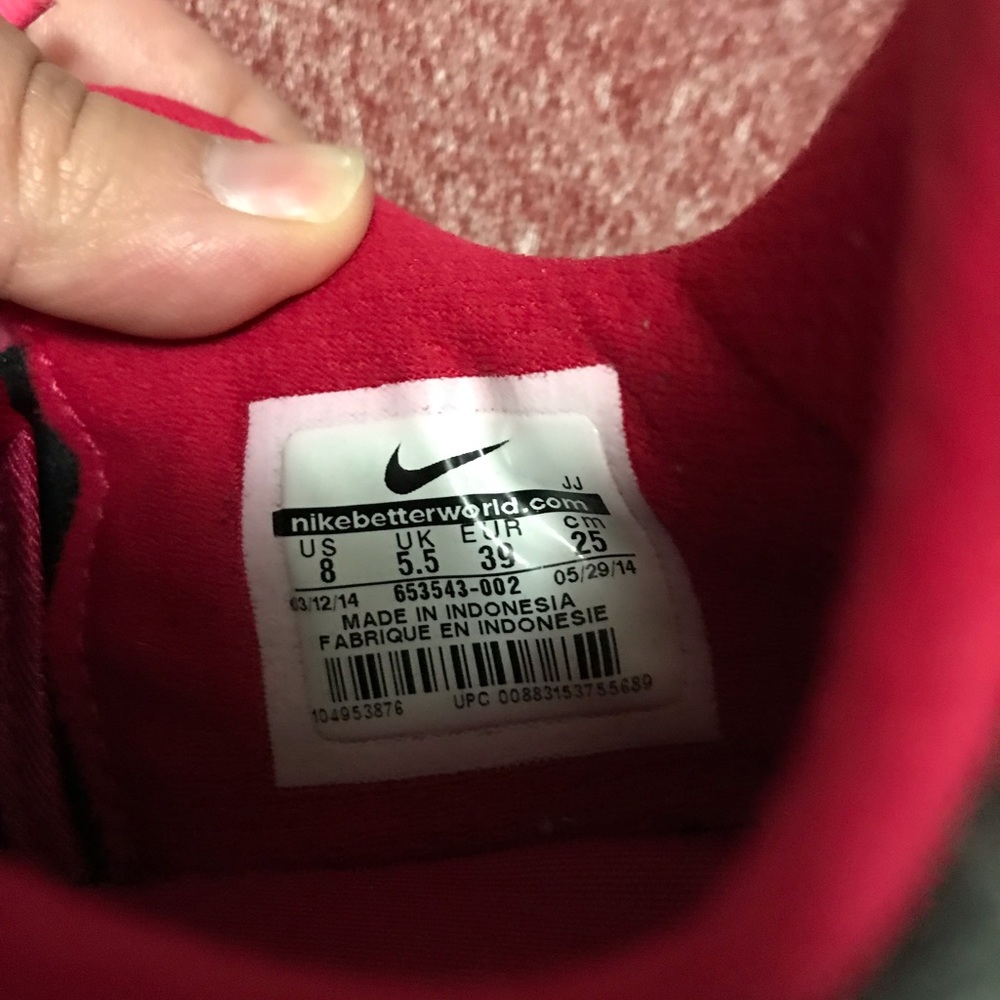 JJ
nikebetterworld.com
US UK EUR cm
8 5.5 39 25
03/12/14 653543-002 05/29/14
MADE IN INDONESIA
FABRIQUE EN INDONESIE
104953876 UPC 00883153755689